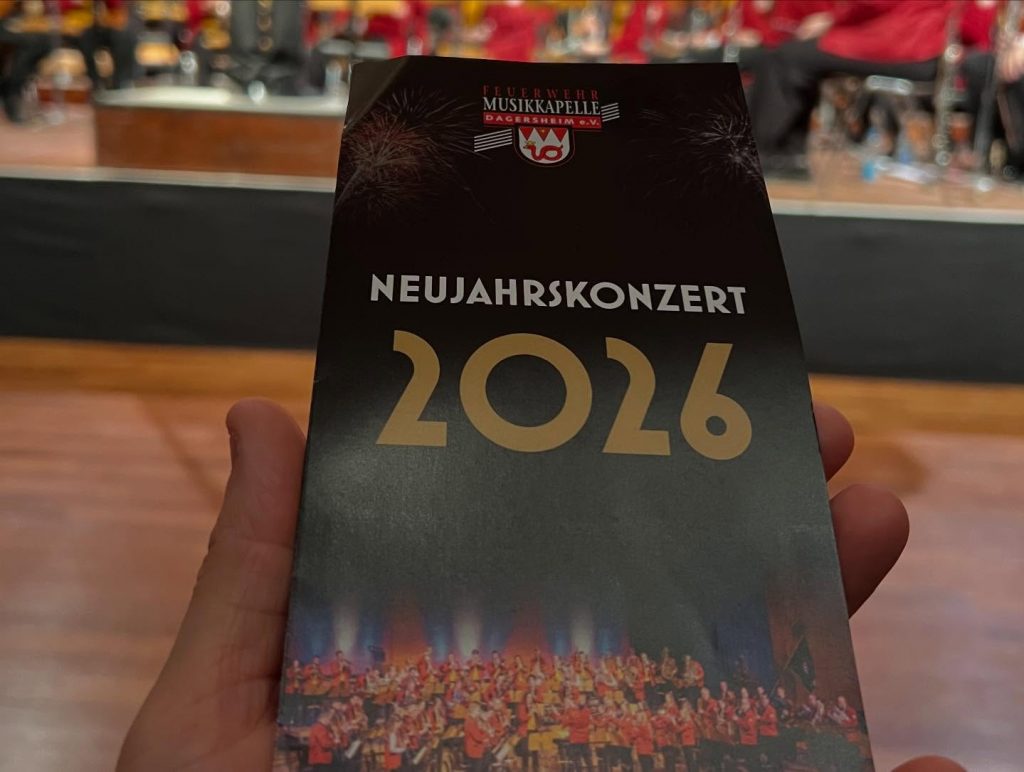 FEUERWEHR
MUSIKKAPELLE
DAGERSHEIM e.V.
NEUJAHRSKONZERT
2026